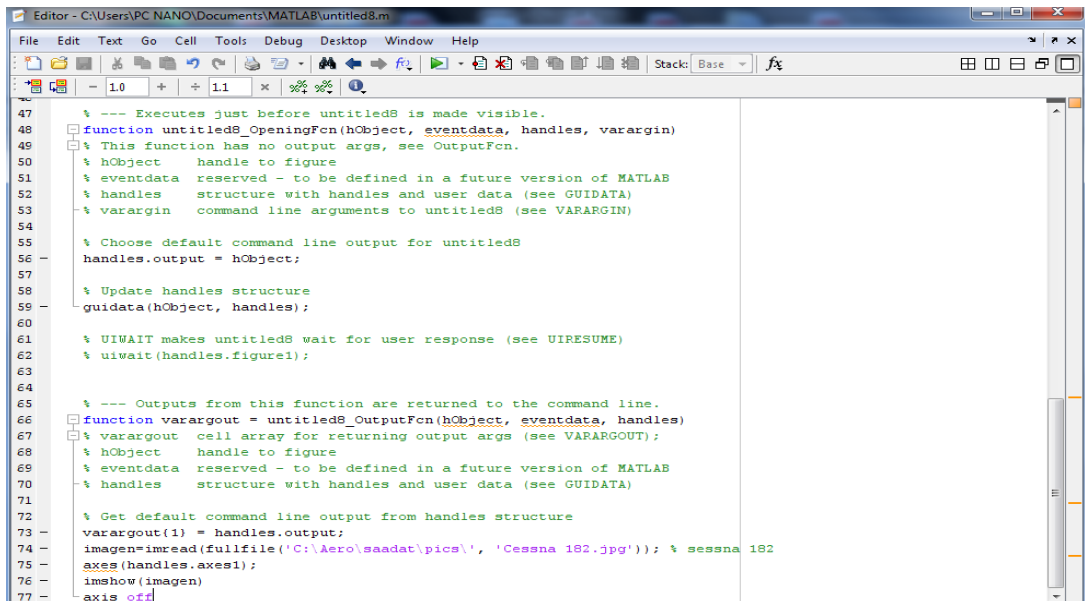 Editor - C:\Users\PC NANO\Documents\MATLAB\untitled8.m
File Edit Text Go Cell Tools Debug Desktop Window Help
Stack: Base fx
- 1.0 + ÷ 1.1 ×
47 % --- Executes just before untitled8 is made visible.
48 function untitled8_OpeningFcn(hObject, eventdata, handles, varargin)
49 % This function has no output args, see OutputFcn.
50 % hObject    handle to figure
51 % eventdata  reserved - to be defined in a future version of MATLAB
52 % handles    structure with handles and user data (see GUIDATA)
53 % varargin   command line arguments to untitled8 (see VARARGIN)
54
55 % Choose default command line output for untitled8
56 - handles.output = hObject;
57
58 % Update handles structure
59 - guidata(hObject, handles);
60
61 % UIWAIT makes untitled8 wait for user response (see UIRESUME)
62 % uiwait(handles.figure1);
63
64
65 % --- Outputs from this function are returned to the command line.
66 function varargout = untitled8_OutputFcn(hObject, eventdata, handles)
67 % varargout  cell array for returning output args (see VARARGOUT);
68 % hObject    handle to figure
69 % eventdata  reserved - to be defined in a future version of MATLAB
70 % handles    structure with handles and user data (see GUIDATA)
71
72 % Get default command line output from handles structure
73 - varargout{1} = handles.output;
74 - imagen=imread(fullfile('C:\Aero\saadat\pics\', 'Cessna 182.jpg')); % sessna 182
75 - axes(handles.axes1);
76 - imshow(imagen)
77 - axis off